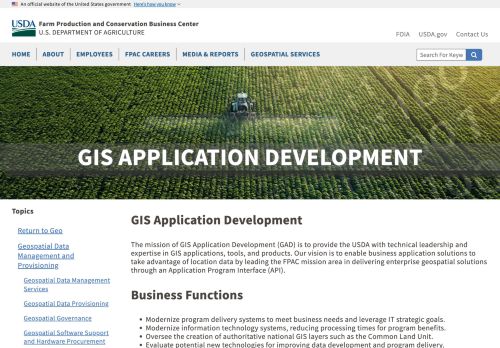 An official website of the United States government Here's how you know
USDA Farm Production and Conservation Business Center
U.S. DEPARTMENT OF AGRICULTURE
FOIA USDA.gov Contact Us
HOME ABOUT EMPLOYEES FPAC CAREERS MEDIA & REPORTS GEOSPATIAL SERVICES
Search For Keyw
GIS APPLICATION DEVELOPMENT
Topics
Return to Geo
Geospatial Data
Management and
Provisioning
Geospatial Data Management
Services
Geospatial Data Provisioning
Geospatial Governance
Geospatial Software Support
and Hardware Procurement
GIS Application Development
The mission of GIS Application Development (GAD) is to provide the USDA with technical leadership and
expertise in GIS applications, tools, and products. Our vision is to enable business application solutions to
take advantage of location data by leading the FPAC mission area in delivering enterprise geospatial solutions
through an Application Program Interface (API).
Business Functions
• Modernize program delivery systems to meet business needs and leverage IT strategic goals.
• Modernize information technology systems, reducing processing times for program benefits.
• Oversee the creation of authoritative national GIS layers such as the Common Land Unit.
• Evaluate potential new technologies for improving data development and program delivery.